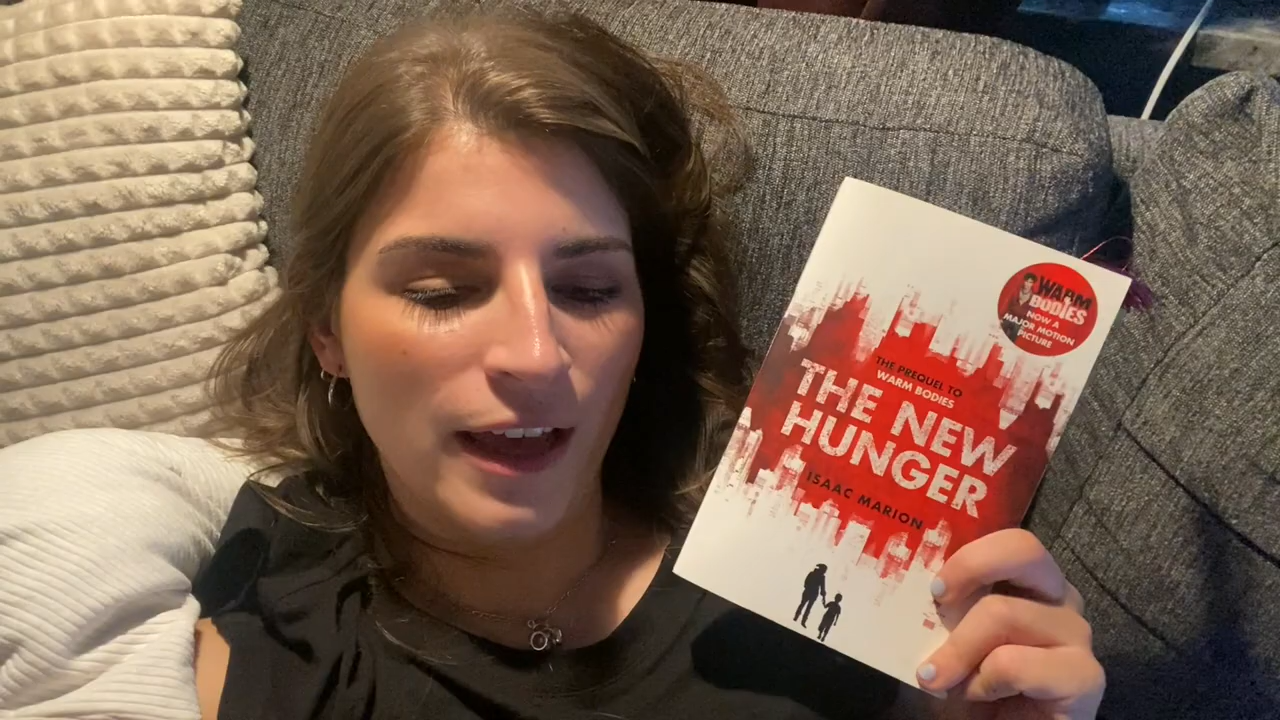 WARM
BODIES
NOW A
MAJOR MOTION
PICTURE
THE PREQUEL TO
WARM BODIES
THE NEW
HUNGER
ISAAC MARION